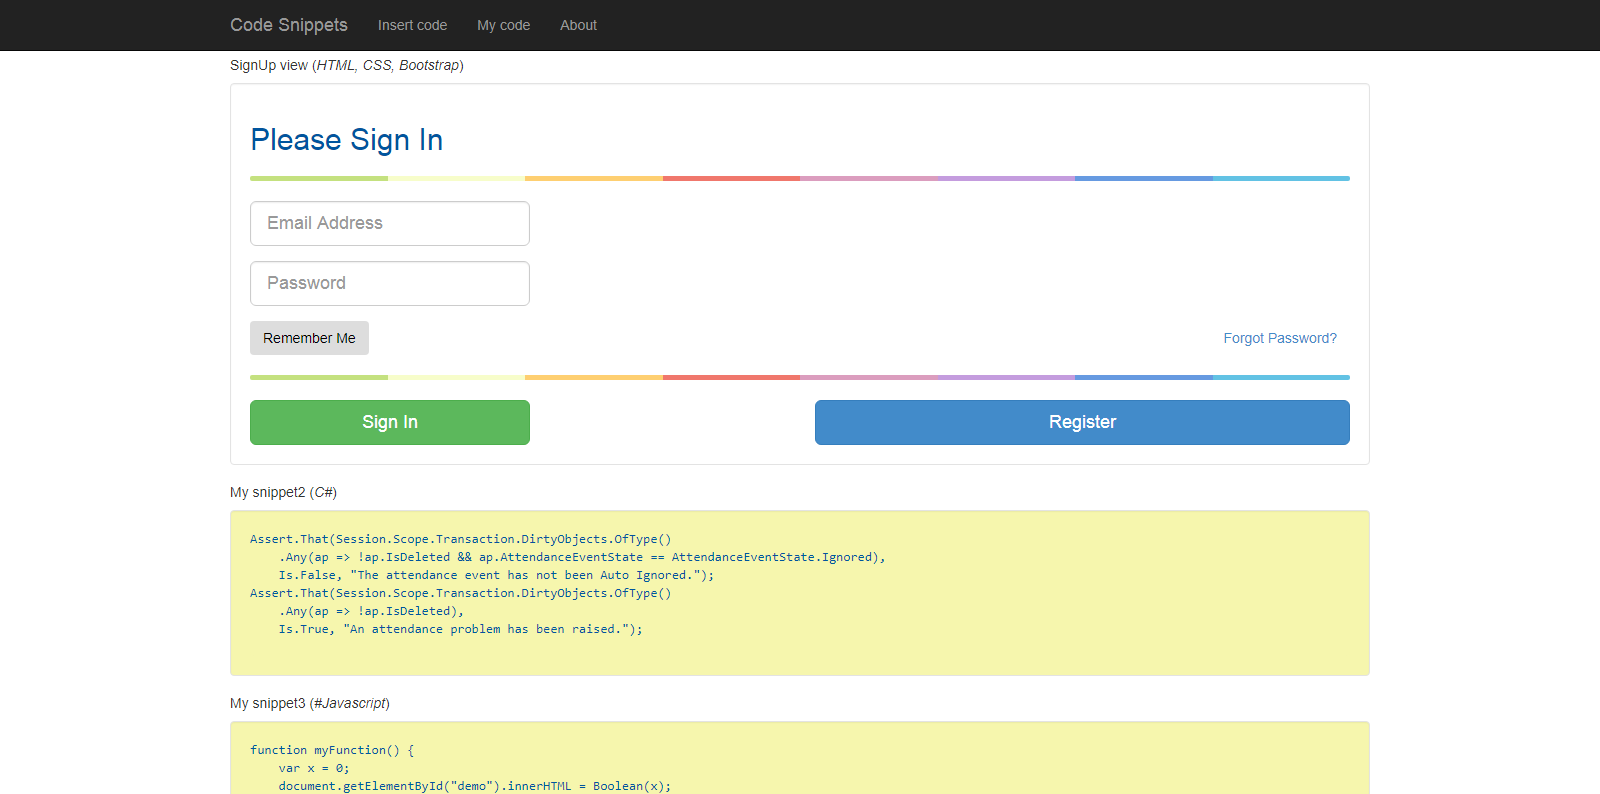 Code Snippets Insert code My code About
SignUp view (HTML, CSS, Bootstrap)
Please Sign In
Email Address
Password
Remember Me Forgot Password?
Sign In Register
My snippet2 (C#)
Assert.That(Session.Scope.Transaction.DirtyObjects.OfType()
    .Any(ap => !ap.IsDeleted && ap.AttendanceEventState == AttendanceEventState.Ignored),
    Is.False, "The attendance event has not been Auto Ignored.");
Assert.That(Session.Scope.Transaction.DirtyObjects.OfType()
    .Any(ap => !ap.IsDeleted),
    Is.True, "An attendance problem has been raised.");
My snippet3 (#Javascript)
function myFunction() {
    var x = 0;
    document.getElementById("demo").innerHTML = Boolean(x);